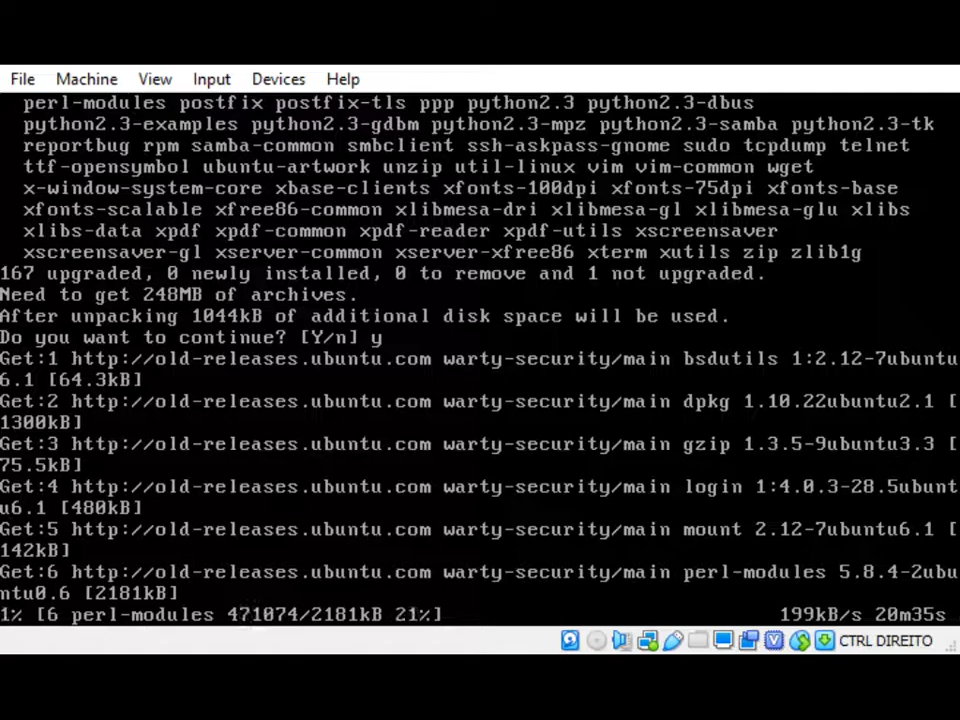 File Machine View Input Devices Help
perl-modules postfix postfix-tls ppp python2.3 python2.3-dbus
python2.3-examples python2.3-gdbm python2.3-mpz python2.3-samba python2.3-tk
reportbug rpm samba-common smbclient ssh-askpass-gnome sudo tcpdump telnet
ttf-opensymbol ubuntu-artwork unzip util-linux vim vim-common wget
x-window-system-core xbase-clients xfonts-100dpi xfonts-75dpi xfonts-base
xfonts-scalable xfree86-common xlibmesa-dri xlibmesa-gl xlibmesa-glu xlibs
xlibs-data xpdf xpdf-common xpdf-reader xpdf-utils xscreensaver
xscreensaver-gl xserver-common xserver-xfree86 xterm xutils zip zlib1g
167 upgraded, 0 newly installed, 0 to remove and 1 not upgraded.
Need to get 248MB of archives.
After unpacking 1044kB of additional disk space will be used.
Do you want to continue? [Y/n] y
Get:1 http://old-releases.ubuntu.com warty-security/main bsdutils 1:2.12-7ubuntu
6.1 [64.3kB]
Get:2 http://old-releases.ubuntu.com warty-security/main dpkg 1.10.22ubuntu2.1 [
1300kB]
Get:3 http://old-releases.ubuntu.com warty-security/main gzip 1.3.5-9ubuntu3.3 [
75.5kB]
Get:4 http://old-releases.ubuntu.com warty-security/main login 1:4.0.3-28.5ubunt
u6.1 [480kB]
Get:5 http://old-releases.ubuntu.com warty-security/main mount 2.12-7ubuntu6.1 [
142kB]
Get:6 http://old-releases.ubuntu.com warty-security/main perl-modules 5.8.4-2ubu
ntu0.6 [2181kB]
1% [6 perl-modules 471074/2181kB 21%] 199kB/s 20m35s
CTRL DIREITO